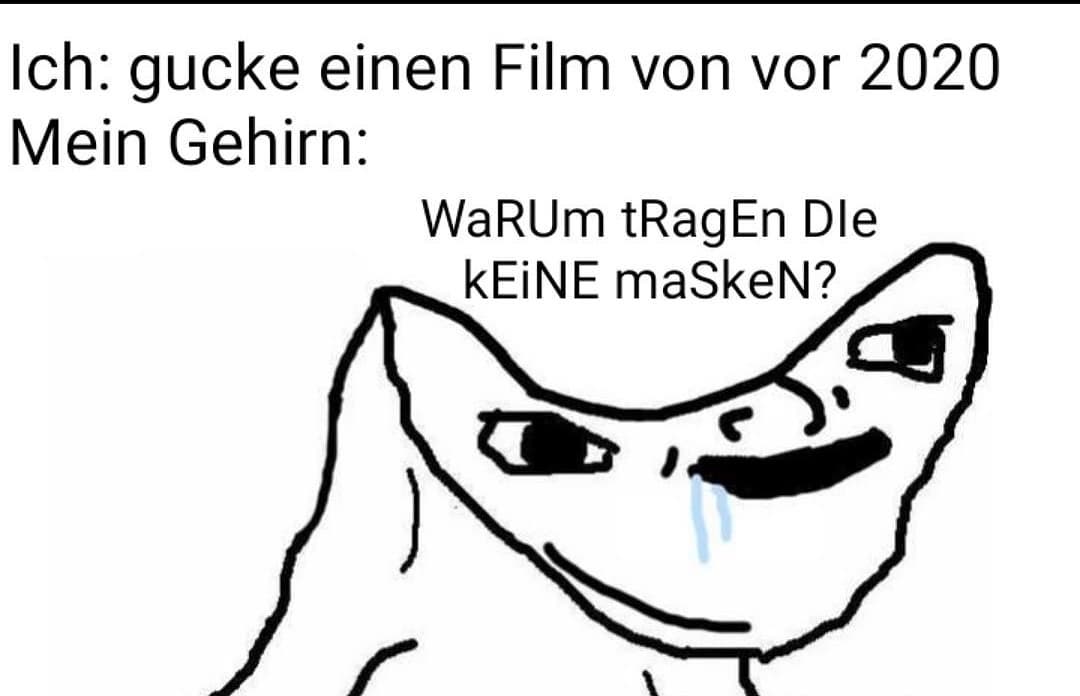 Ich: gucke einen Film von vor 2020
Mein Gehirn:
WaRUm tRagEn DIe
kEiNE maSkeN?